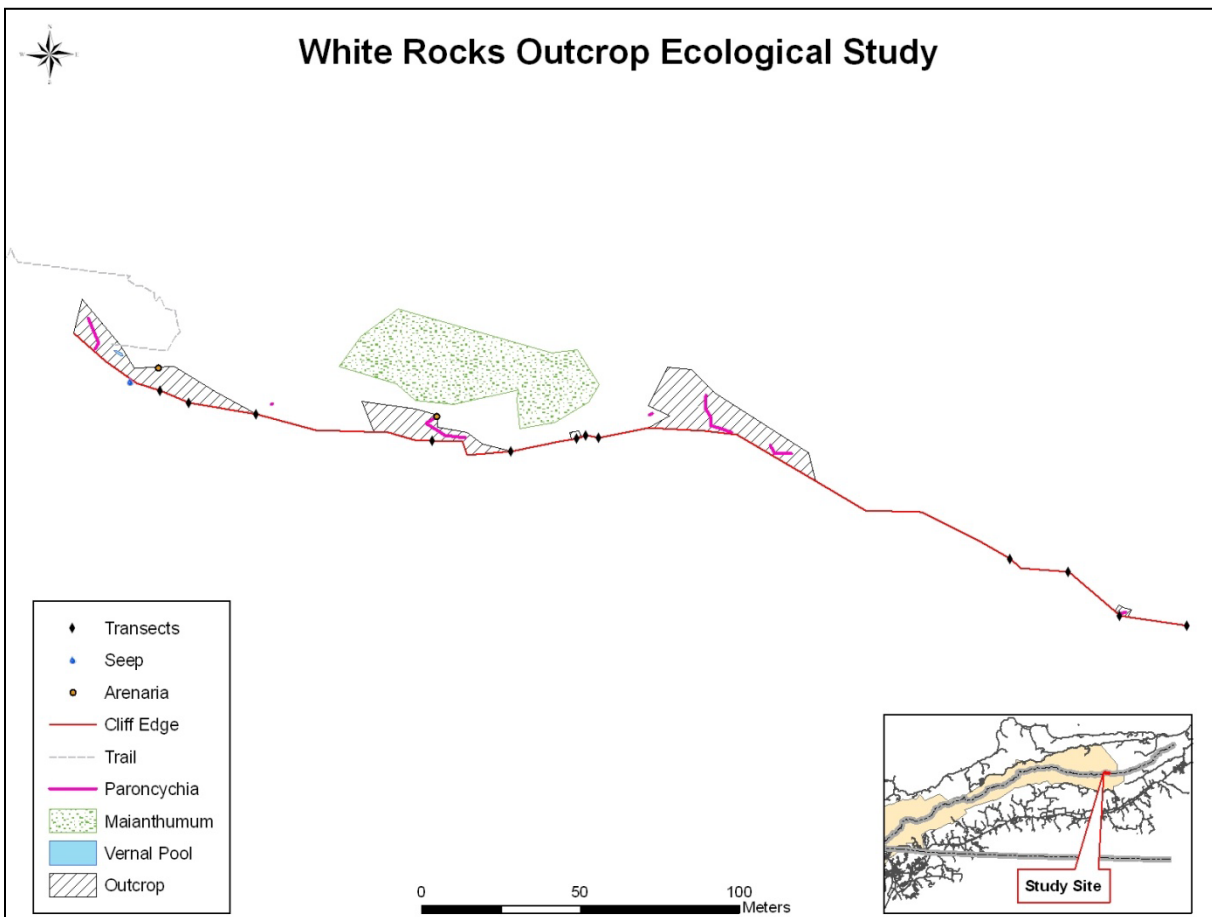 White Rocks Outcrop Ecological Study
N
W
E
S
Transects
Seep
Arenaria
Cliff Edge
Trail
Paroncychia
Maianthumum
Vernal Pool
Outcrop
0 50 100
Meters
Study Site